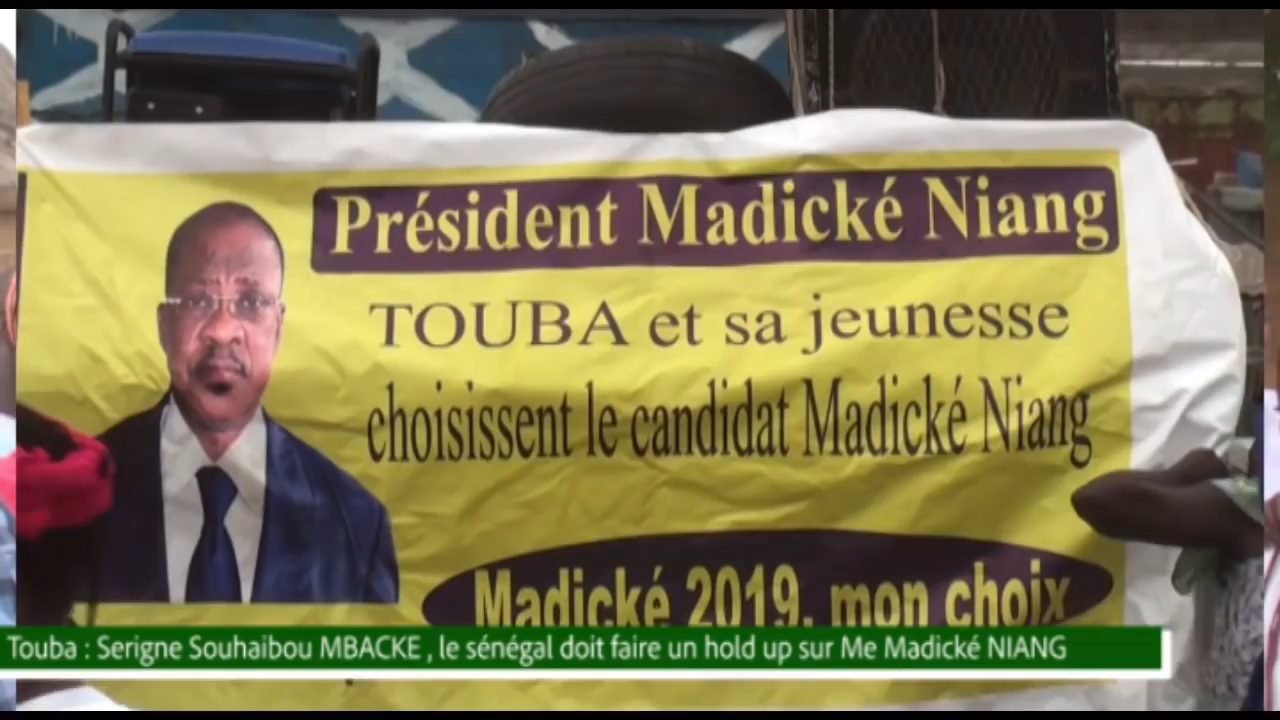 Président Madické Niang
TOUBA et sa jeunesse
choisissent le candidat Madické Niang
Madické 2019, mon choix
Touba : Serigne Souhaibou MBACKE , le sénégal doit faire un hold up sur Me Madické NIANG